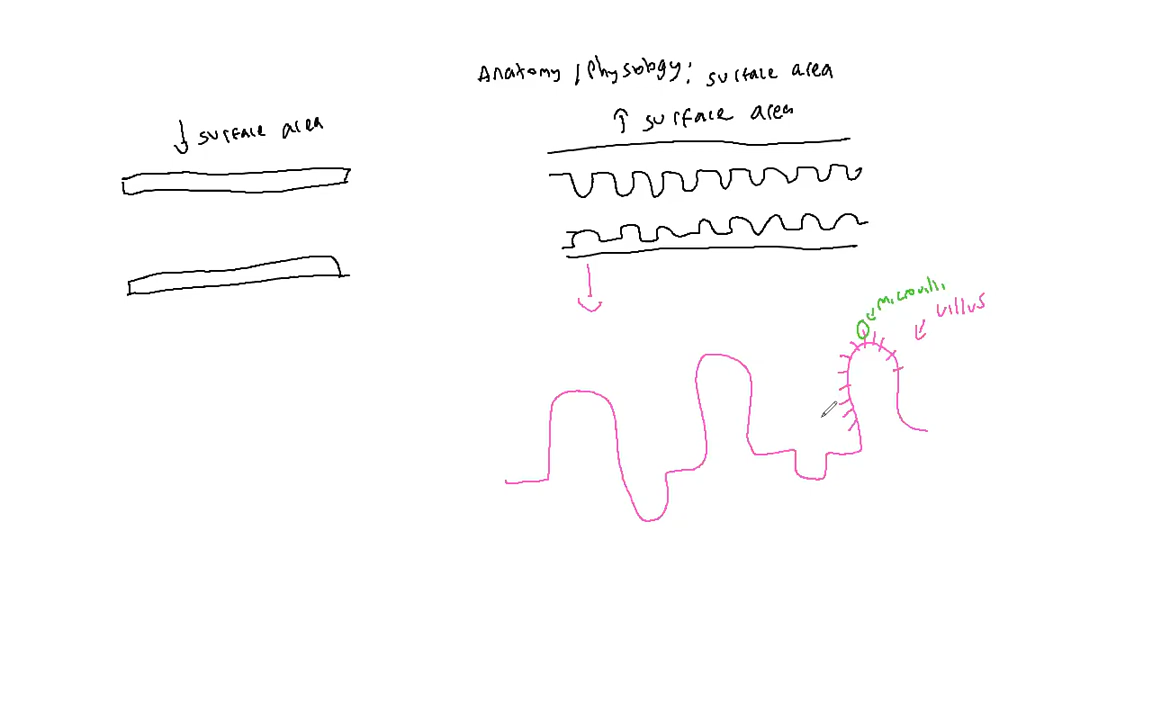 Anatomy / Physiology: surface area
↑ surface area
↓ surface area
microvilli
villus